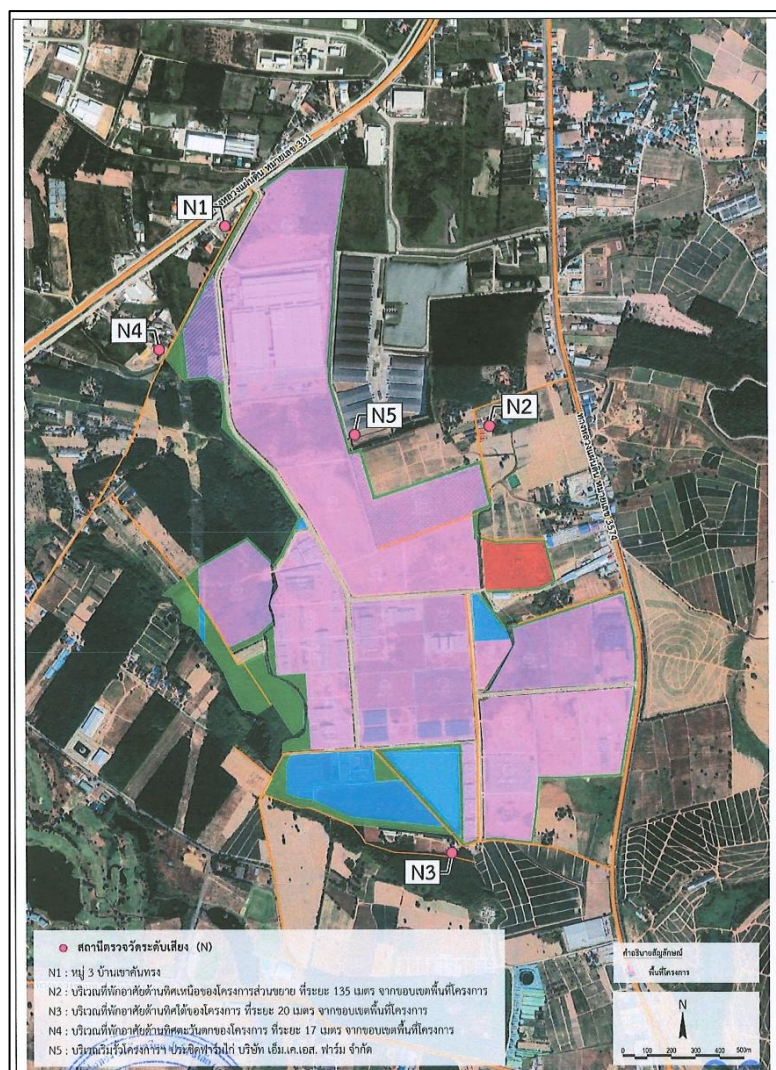 ทางหลวงแผ่นดิน หมายเลข 331
N1
N4
N5
N2
ทางหลวงแผ่นดิน หมายเลข 3574
N3
สถานีตรวจวัดระดับเสียง (N)
N1 : หมู่ 3 บ้านเขาคันทรง
N2 : บริเวณที่พักอาศัยด้านทิศเหนือของโครงการส่วนขยาย ที่ระยะ 135 เมตร จากขอบเขตพื้นที่โครงการ
N3 : บริเวณที่พักอาศัยด้านทิศใต้ของโครงการ ที่ระยะ 20 เมตร จากขอบเขตพื้นที่โครงการ
N4 : บริเวณที่พักอาศัยด้านทิศตะวันตกของโครงการ ที่ระยะ 17 เมตร จากขอบเขตพื้นที่โครงการ
N5 : บริเวณริมรั้วโครงการฯ ประชิดฟาร์มไก่ บริษัท เอ็ม.เค.เอส. ฟาร์ม จำกัด
คำอธิบายสัญลักษณ์
พื้นที่โครงการ
N
0 100 200 300 400 500m